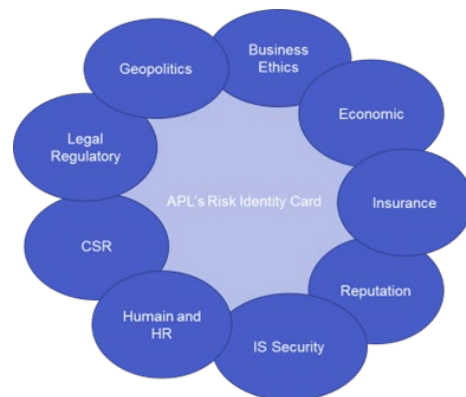 Business
Ethics
Geopolitics
Economic
Legal
Regulatory
APL's Risk Identity Card
Insurance
CSR
Reputation
Humain and
HR
IS Security